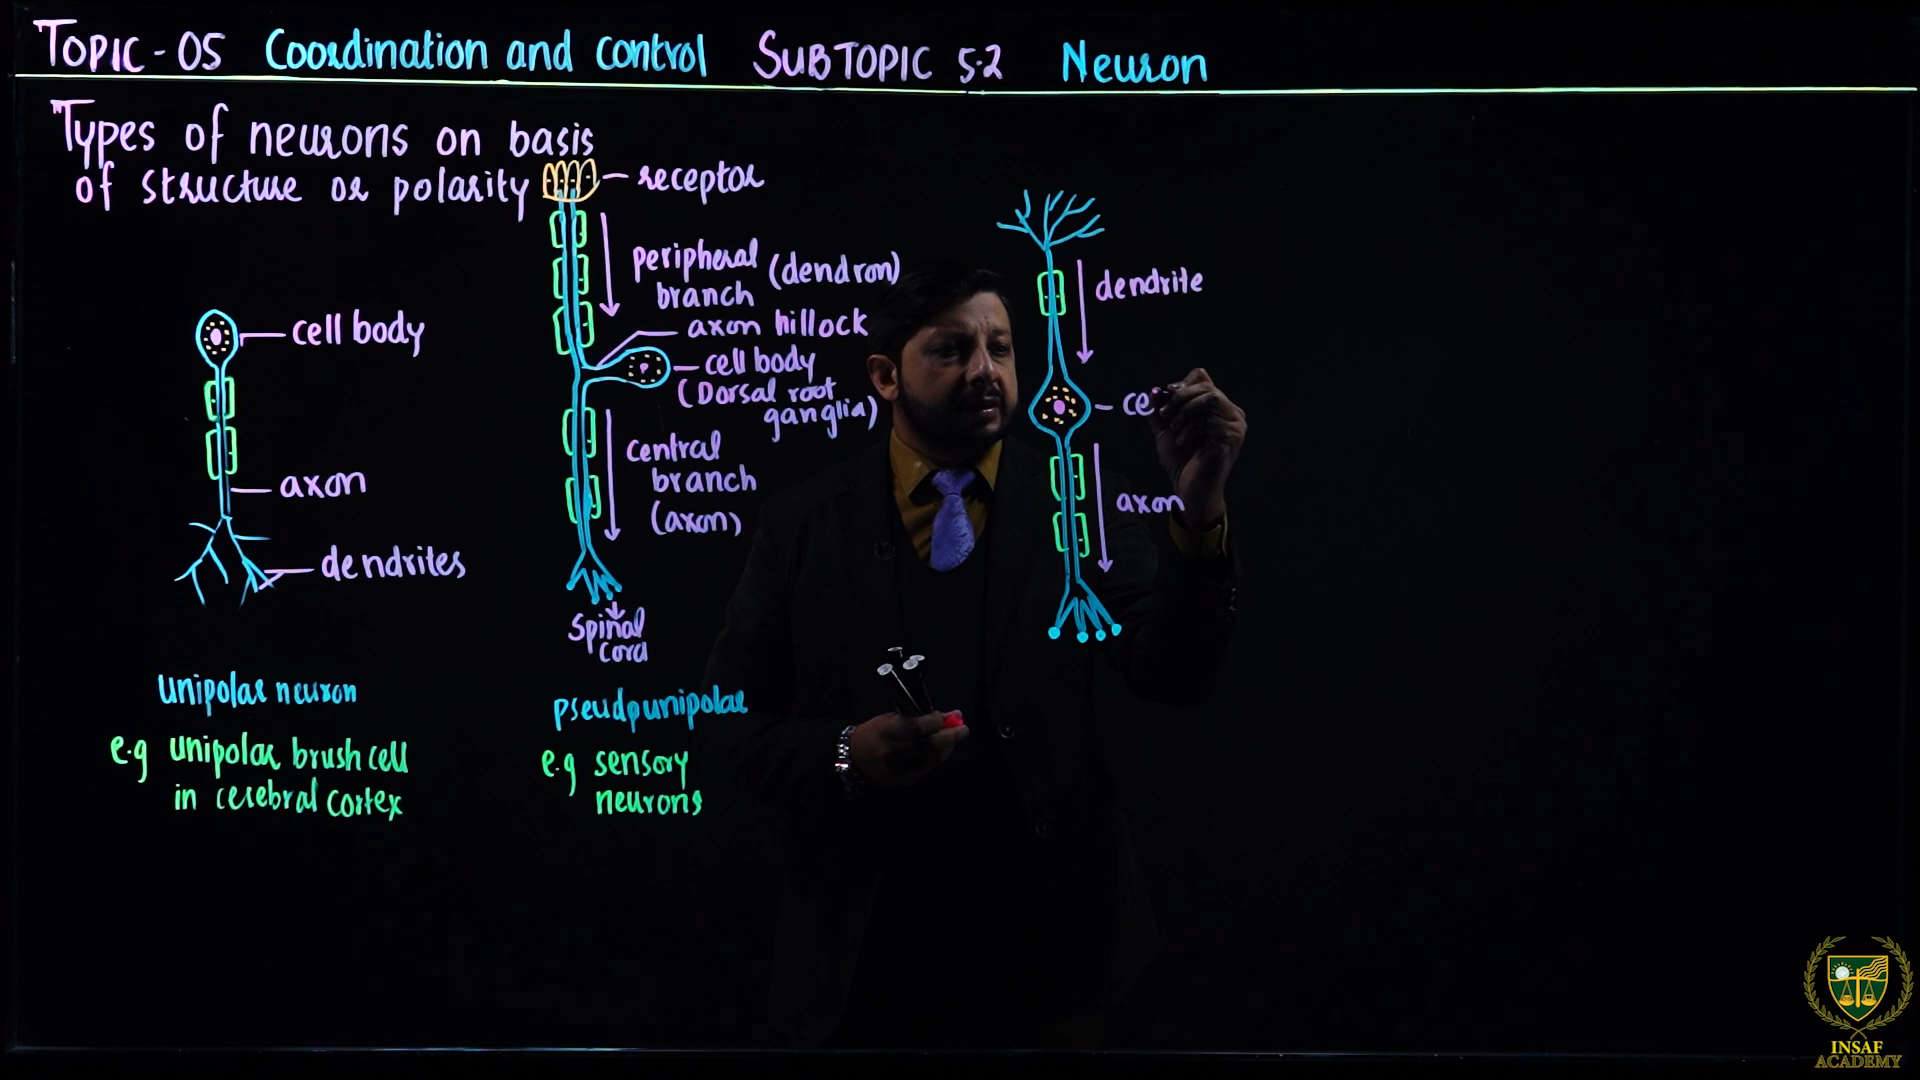 TOPIC - 05 Coordination and control SUBTOPIC 5.2 Neuron
Types of neurons on basis
of structure or polarity
cell body
axon
dendrites
unipolar neuron
e.g unipolar brush cell
in cerebral cortex
receptor
peripheral (dendron)
branch
axon hillock
cell body
(Dorsal root
ganglia)
central
branch
(axon)
Spinal
cord
pseudpunipolar
e.g sensory
neurons
dendrite
ce
axon
INSAF
ACADEMY